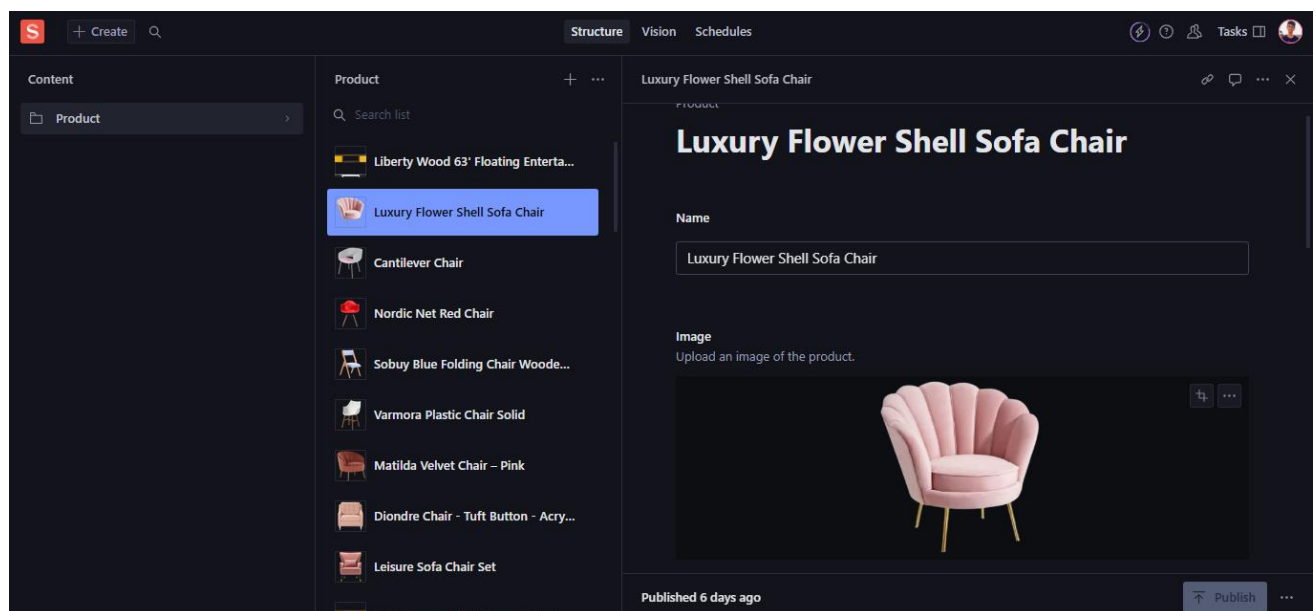 S
+ Create
Structure
Vision
Schedules
Tasks
Content
Product
Product
Search list
Liberty Wood 63' Floating Enterta...
Luxury Flower Shell Sofa Chair
Cantilever Chair
Nordic Net Red Chair
Sobuy Blue Folding Chair Woode...
Varmora Plastic Chair Solid
Matilda Velvet Chair – Pink
Diondre Chair - Tuft Button - Acry...
Leisure Sofa Chair Set
Luxury Flower Shell Sofa Chair
Product
Luxury Flower Shell Sofa Chair
Name
Luxury Flower Shell Sofa Chair
Image
Upload an image of the product.
Published 6 days ago
Publish